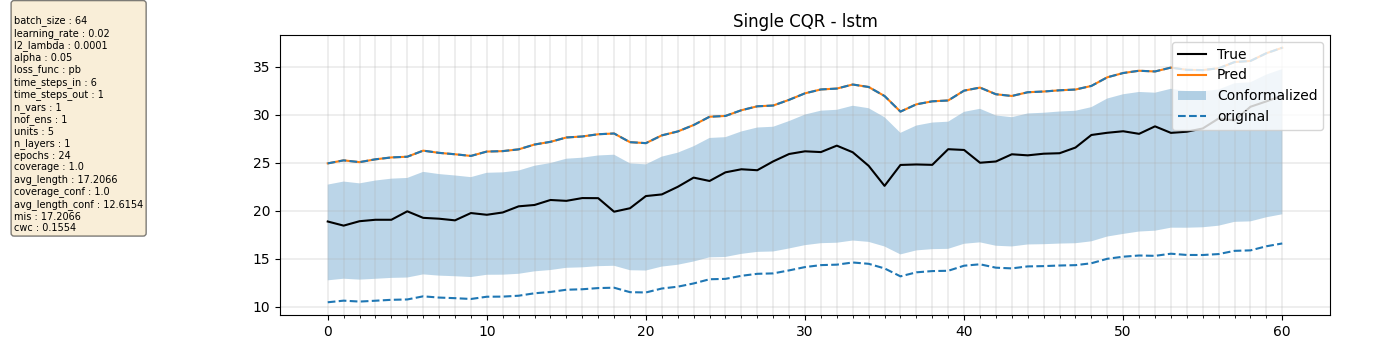 batch_size : 64
learning_rate : 0.02
l2_lambda : 0.0001
alpha : 0.05
loss_func : pb
time_steps_in : 6
time_steps_out : 1
n_vars : 1
nof_ens : 1
units : 5
n_layers : 1
epochs : 24
coverage : 1.0
avg_length : 17.2066
coverage_conf : 1.0
avg_length_conf : 12.6154
mis : 17.2066
cwc : 0.1554
Single CQR - lstm
35
30
25
20
15
10
True
Pred
Conformalized
original
0 10 20 30 40 50 60